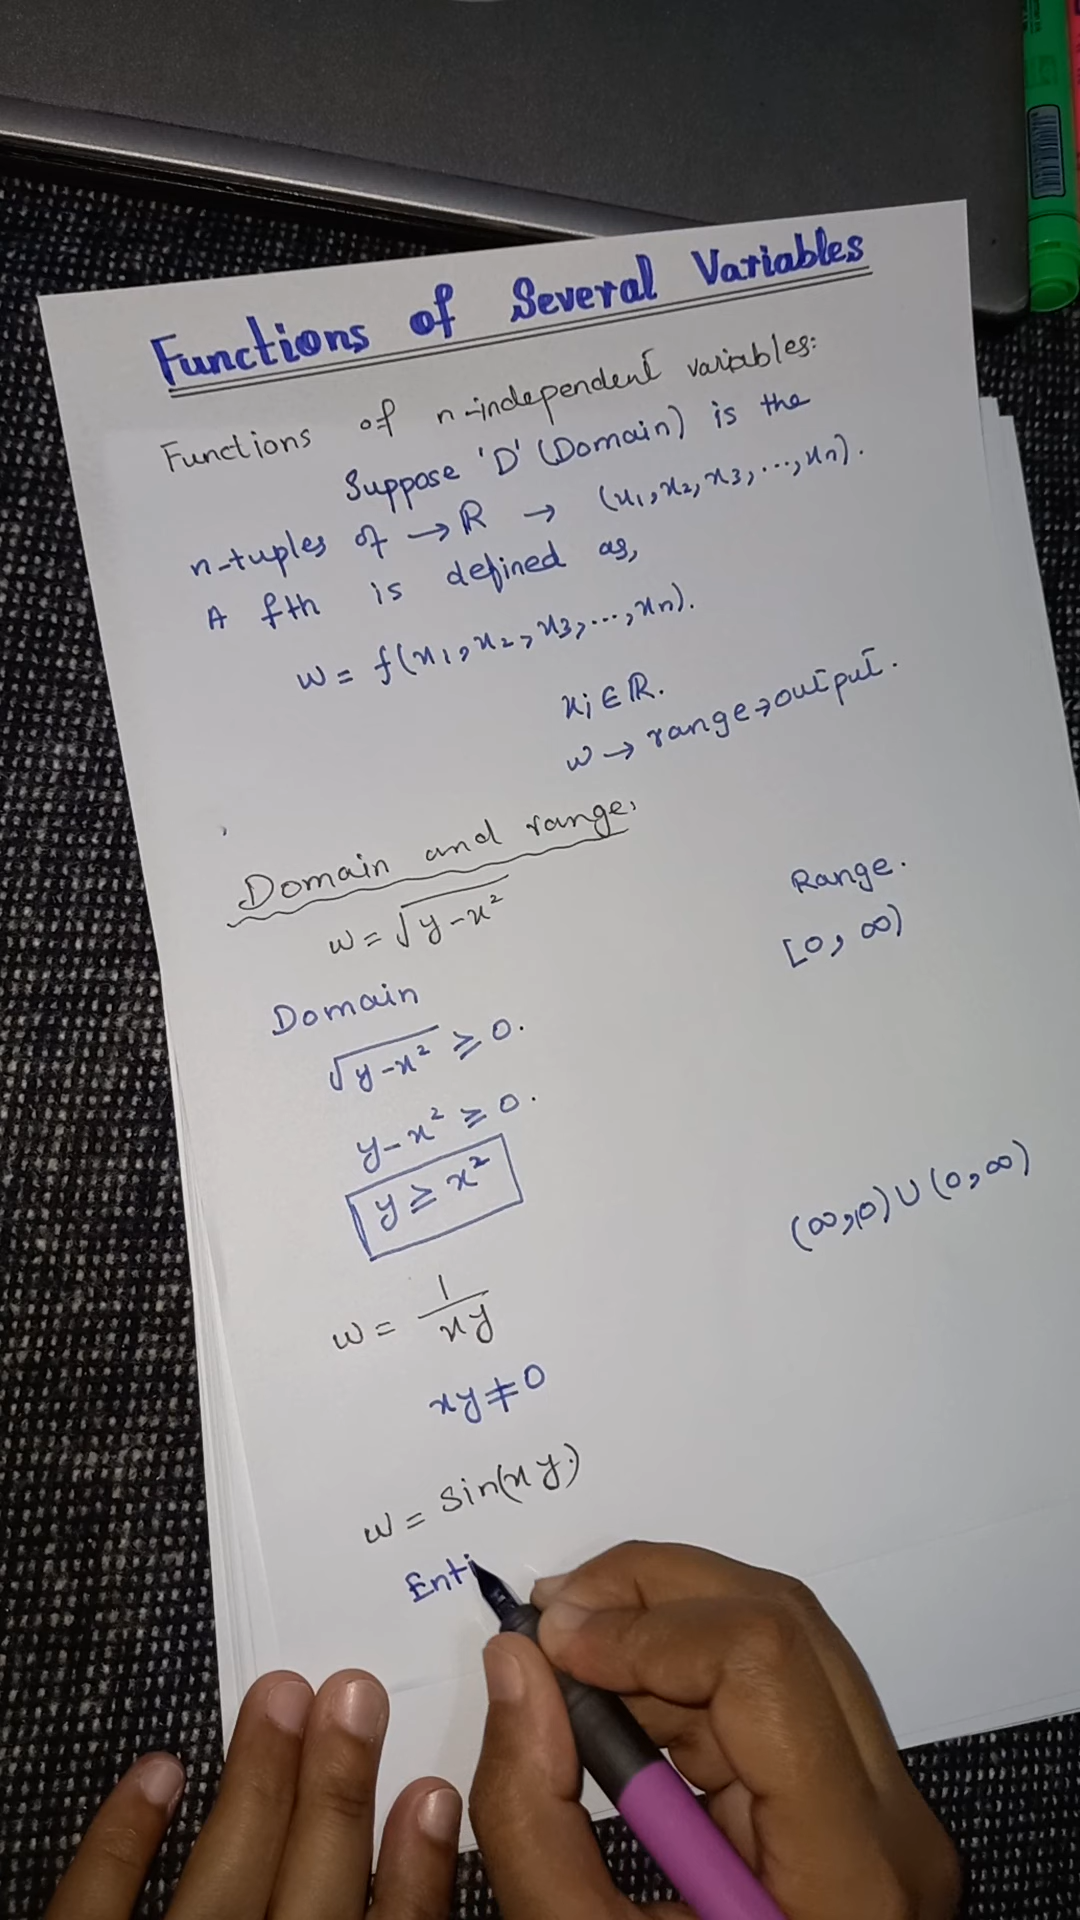 Functions of Several Variables
Functions of n-independent variables:
Suppose 'D' (Domain) is the
n-tuples of → ℝ → (x₁, x₂, x₃, ..., xₙ).
A fth is defined as,
w = f(x₁, x₂, x₃, ..., xₙ).
xᵢ ∈ ℝ.
w → range → output.
Domain and range.
w = √(y-x²)
Range.
[0, ∞)
Domain
√(y-x²) ≥ 0.
y-x² ≥ 0.
y ≥ x²
(∞, 0) ∪ (0, ∞)
w = 1/xy
xy ≠ 0
w = sin(xy)
Enti